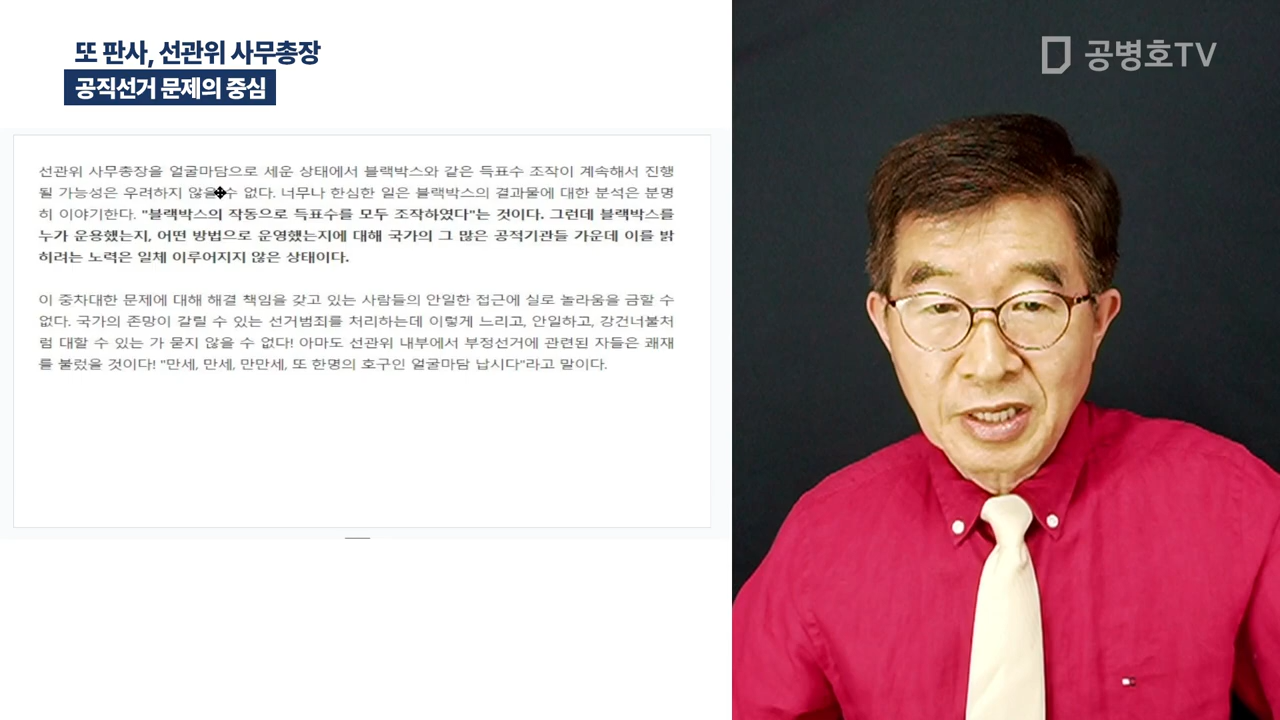 또 판사, 선관위 사무총장
공직선거 문제의 중심
공병호TV
선관위 사무총장을 얼굴마담으로 세운 상태에서 블랙박스와 같은 득표수 조작이 계속해서 진행
될 가능성은 우려하지 않을 수 없다. 너무나 한심한 일은 블랙박스의 결과물에 대한 분석은 분명
히 이야기한다. "블랙박스의 작동으로 득표수를 모두 조작하였다"는 것이다. 그런데 블랙박스를
누가 운용했는지, 어떤 방법으로 운영했는지에 대해 국가의 그 많은 공적기관들 가운데 이를 밝
히려는 노력은 일체 이루어지지 않은 상태이다.
이 중차대한 문제에 대해 해결 책임을 갖고 있는 사람들의 안일한 접근에 실로 놀라움을 금할 수
없다. 국가의 존망이 갈릴 수 있는 선거범죄를 처리하는데 이렇게 느리고, 안일하고, 강건너불처
럼 대할 수 있는 가 묻지 않을 수 없다! 아마도 선관위 내부에서 부정선거에 관련된 자들은 쾌재
를 불렀을 것이다! "만세, 만세, 만만세, 또 한명의 호구인 얼굴마담 납시다"라고 말이다.